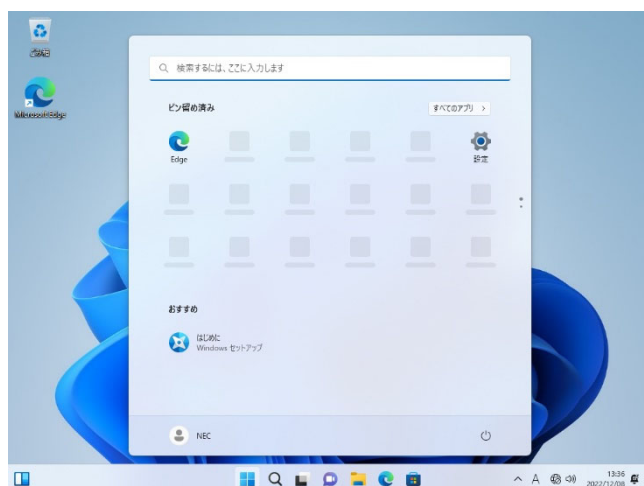 ごみ箱
Microsoft Edge
検索するには、ここに入力します
ピン留め済み
すべてのアプリ >
Edge
設定
おすすめ
はじめに
Windows セットアップ
NEC
A
13:36
2022/12/08